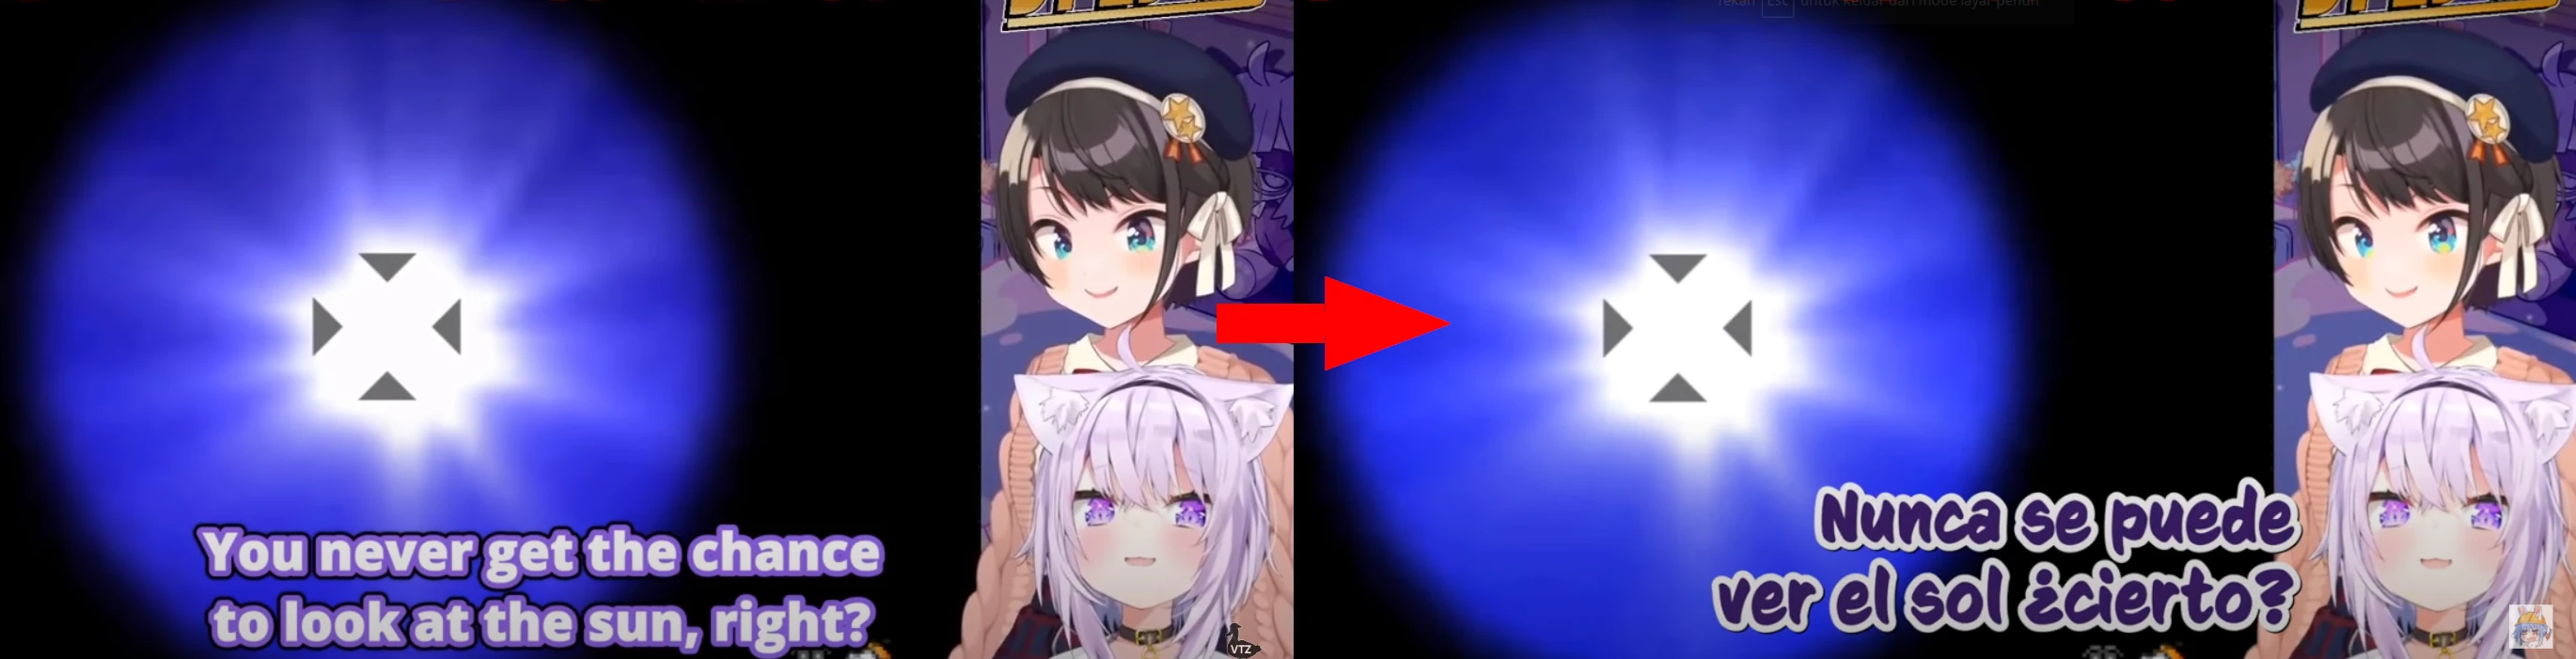 Tekan Esc untuk keluar dari mode layar penuh
You never get the chance
to look at the sun, right?
VTZ
Nunca se puede
ver el sol ¿cierto?